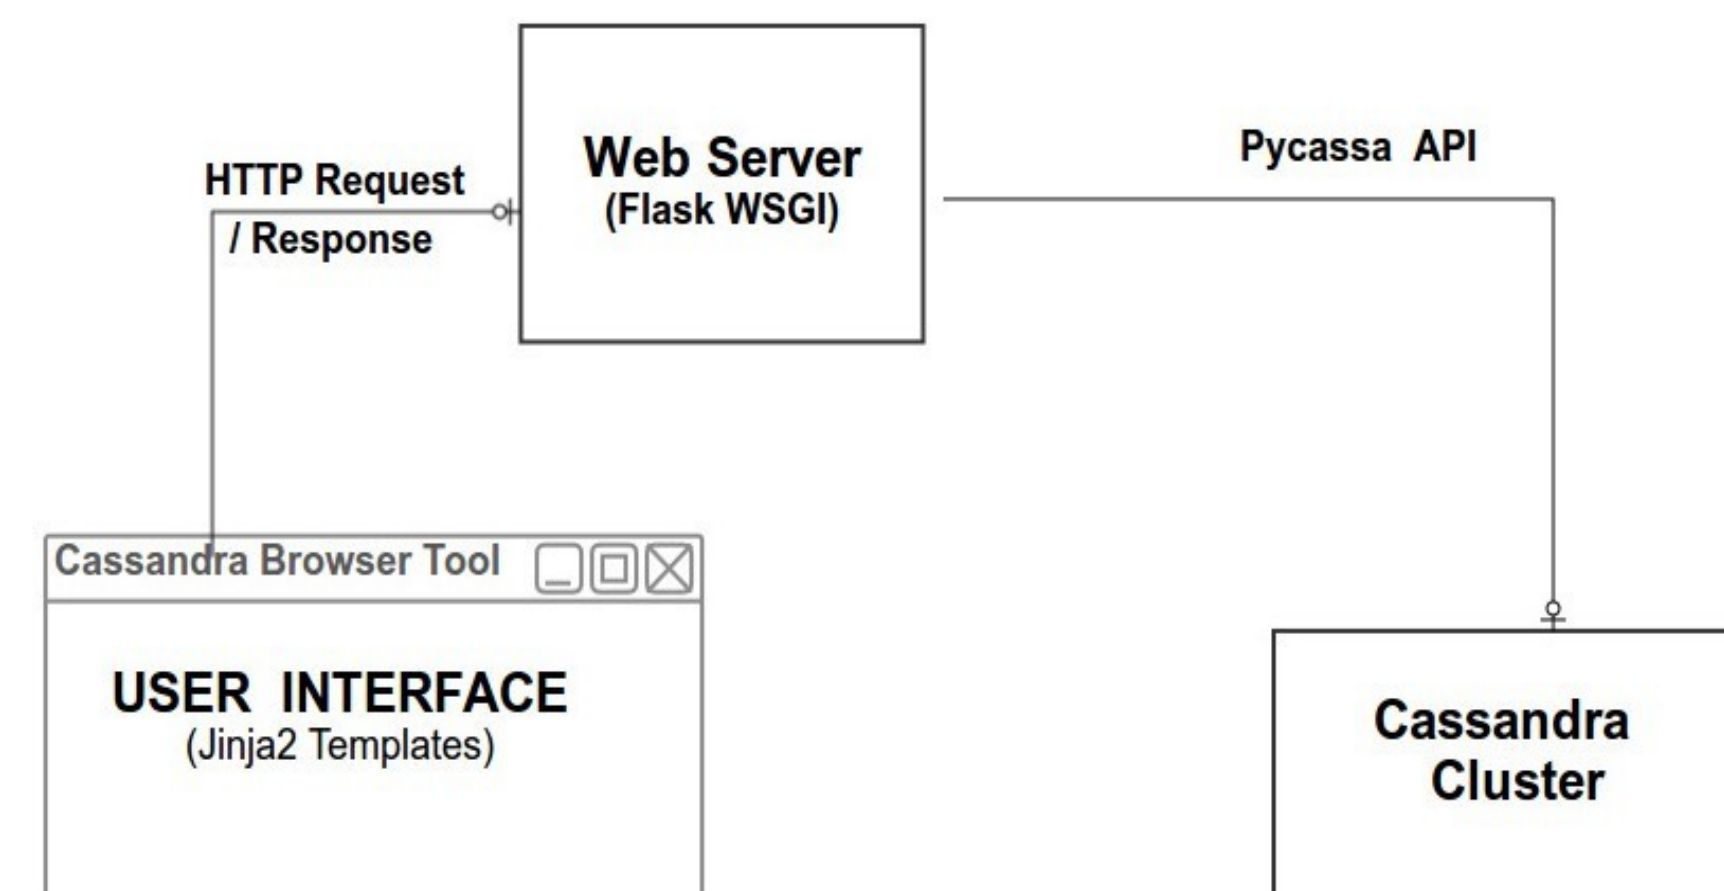 Web Server
(Flask WSGI)
HTTP Request
/ Response
Pycassa API
Cassandra Browser Tool
USER INTERFACE
(Jinja2 Templates)
Cassandra
Cluster